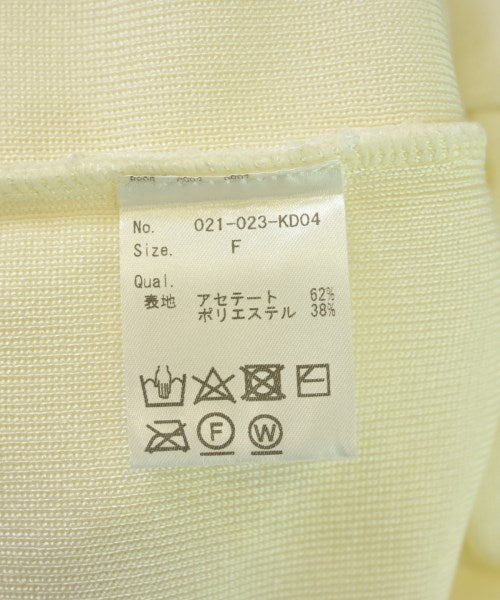 No. 021-023-KD04
Size. F
Qual.
表地 アセテート 62%
ポリエステル 38%
F W